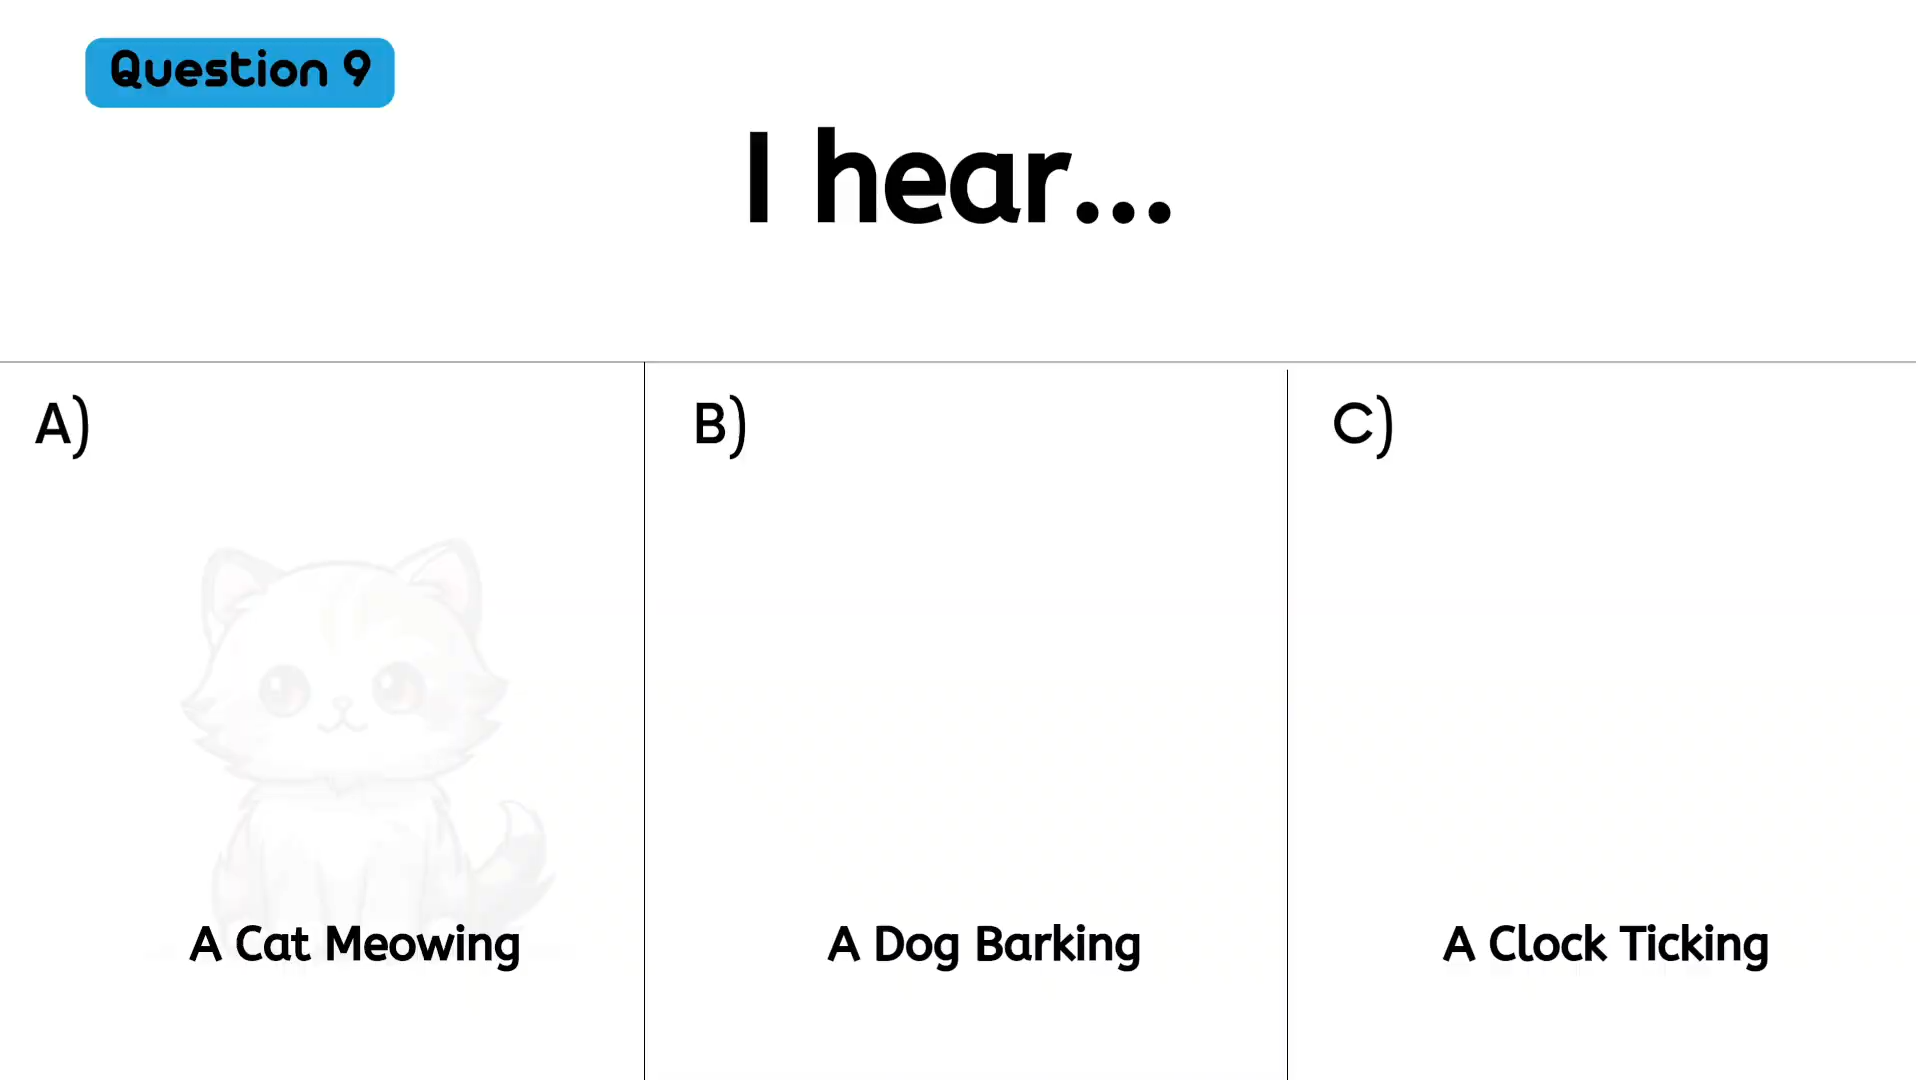 Question 9
I hear...
A)
B)
C)
A Cat Meowing
A Dog Barking
A Clock Ticking